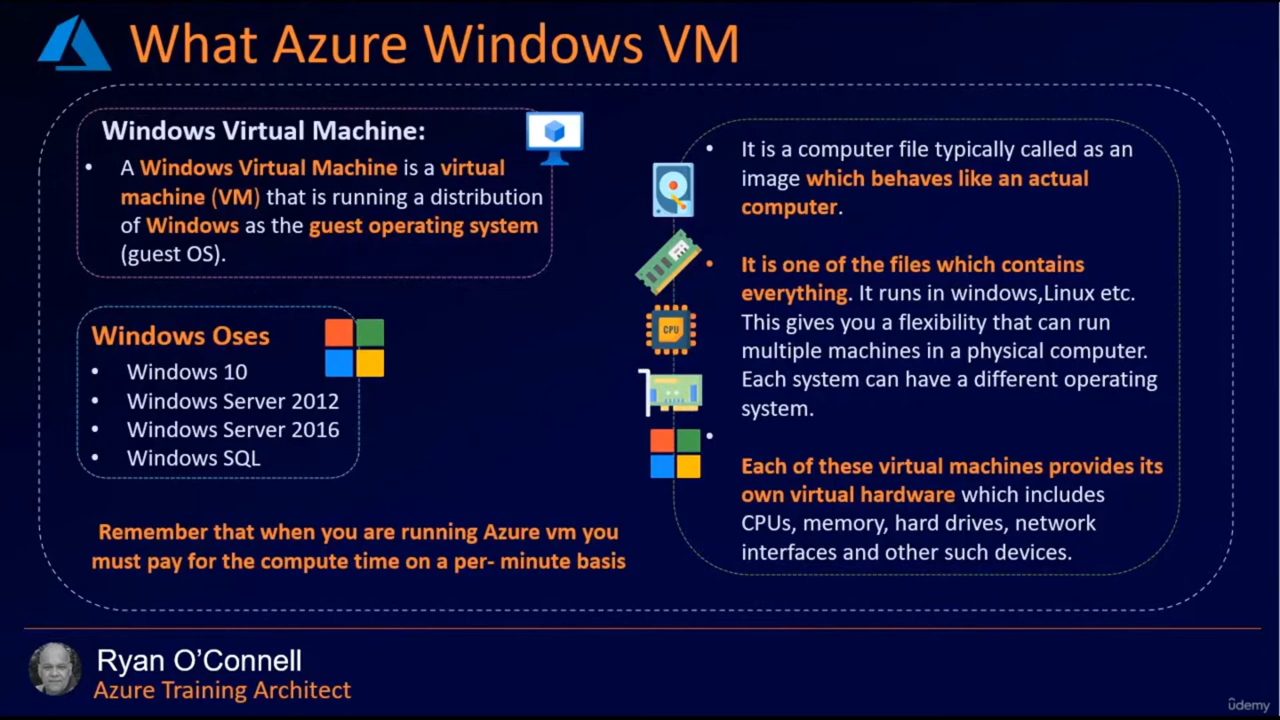 What Azure Windows VM
Windows Virtual Machine:
• A Windows Virtual Machine is a virtual
machine (VM) that is running a distribution
of Windows as the guest operating system
(guest OS).
Windows Oses
• Windows 10
• Windows Server 2012
• Windows Server 2016
• Windows SQL
Remember that when you are running Azure vm you
must pay for the compute time on a per- minute basis
• It is a computer file typically called as an
image which behaves like an actual
computer.
• It is one of the files which contains
everything. It runs in windows,Linux etc.
This gives you a flexibility that can run
multiple machines in a physical computer.
Each system can have a different operating
system.
•
Each of these virtual machines provides its
own virtual hardware which includes
CPUs, memory, hard drives, network
interfaces and other such devices.
CPU
Ryan O’Connell
Azure Training Architect
ûdemy